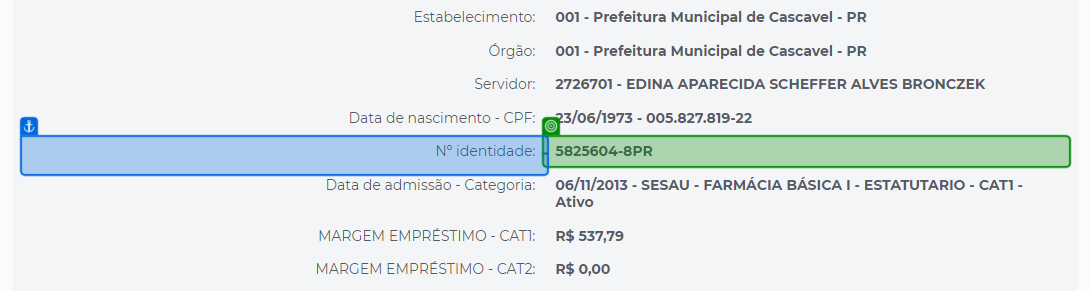 Estabelecimento: 001 - Prefeitura Municipal de Cascavel - PR
Órgão: 001 - Prefeitura Municipal de Cascavel - PR
Servidor: 2726701 - EDINA APARECIDA SCHEFFER ALVES BRONCZEK
Data de nascimento - CPF: 23/06/1973 - 005.827.819-22
Nº identidade: 5825604-8PR
Data de admissão - Categoria: 06/11/2013 - SESAU - FARMÁCIA BÁSICA I - ESTATUTARIO - CAT1 -
Ativo
MARGEM EMPRÉSTIMO - CAT1: R$ 537,79
MARGEM EMPRÉSTIMO - CAT2: R$ 0,00